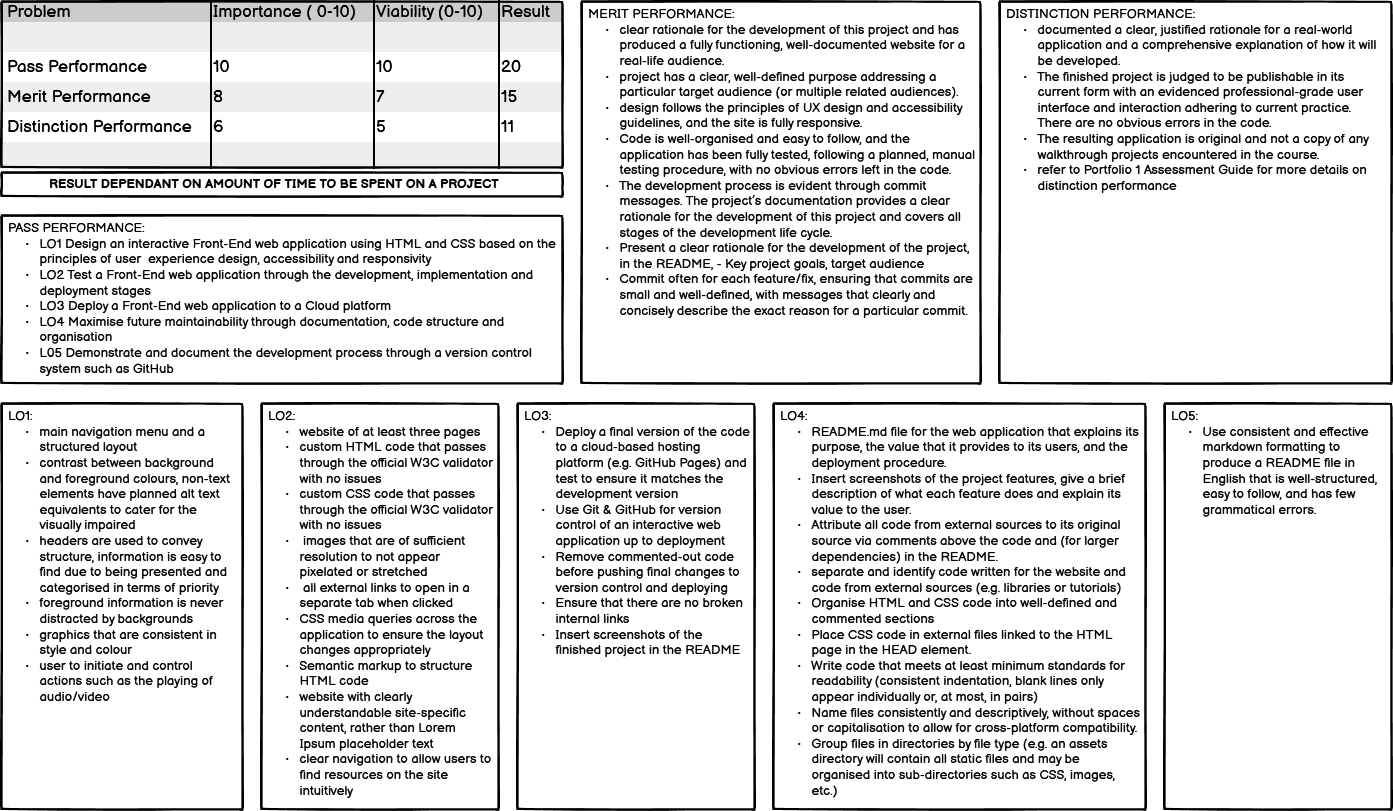 Problem Importance ( 0-10) Viability (0-10) Result
Pass Performance 10 10 20
Merit Performance 8 7 15
Distinction Performance 6 5 11
RESULT DEPENDANT ON AMOUNT OF TIME TO BE SPENT ON A PROJECT
PASS PERFORMANCE:
· LO1 Design an interactive Front-End web application using HTML and CSS based on the
principles of user experience design, accessibility and responsivity
· LO2 Test a Front-End web application through the development, implementation and
deployment stages
· LO3 Deploy a Front-End web application to a Cloud platform
· LO4 Maximise future maintainability through documentation, code structure and
organisation
· L05 Demonstrate and document the development process through a version control
system such as GitHub
MERIT PERFORMANCE:
· clear rationale for the development of this project and has
produced a fully functioning, well-documented website for a
real-life audience.
· project has a clear, well-defined purpose addressing a
particular target audience (or multiple related audiences).
· design follows the principles of UX design and accessibility
guidelines, and the site is fully responsive.
· Code is well-organised and easy to follow, and the
application has been fully tested, following a planned, manual
testing procedure, with no obvious errors left in the code.
· The development process is evident through commit
messages. The project's documentation provides a clear
rationale for the development of this project and covers all
stages of the development life cycle.
· Present a clear rationale for the development of the project,
in the README, - Key project goals, target audience
· Commit often for each feature/fix, ensuring that commits are
small and well-defined, with messages that clearly and
concisely describe the exact reason for a particular commit.
DISTINCTION PERFORMANCE:
· documented a clear, justified rationale for a real-world
application and a comprehensive explanation of how it will
be developed.
· The finished project is judged to be publishable in its
current form with an evidenced professional-grade user
interface and interaction adhering to current practice.
There are no obvious errors in the code.
· The resulting application is original and not a copy of any
walkthrough projects encountered in the course.
· refer to Portfolio 1 Assessment Guide for more details on
distinction performance
LO1:
· main navigation menu and a
structured layout
· contrast between background
and foreground colours, non-text
elements have planned alt text
equivalents to cater for the
visually impaired
· headers are used to convey
structure, information is easy to
find due to being presented and
categorised in terms of priority
· foreground information is never
distracted by backgrounds
· graphics that are consistent in
style and colour
· user to initiate and control
actions such as the playing of
audio/video
LO2:
· website of at least three pages
· custom HTML code that passes
through the official W3C validator
with no issues
· custom CSS code that passes
through the official W3C validator
with no issues
· images that are of sufficient
resolution to not appear
pixelated or stretched
· all external links to open in a
separate tab when clicked
· CSS media queries across the
application to ensure the layout
changes appropriately
· Semantic markup to structure
HTML code
· website with clearly
understandable site-specific
content, rather than Lorem
Ipsum placeholder text
· clear navigation to allow users to
find resources on the site
intuitively
LO3:
· Deploy a final version of the code
to a cloud-based hosting
platform (e.g. GitHub Pages) and
test to ensure it matches the
development version
· Use Git & GitHub for version
control of an interactive web
application up to deployment
· Remove commented-out code
before pushing final changes to
version control and deploying
· Ensure that there are no broken
internal links
· Insert screenshots of the
finished project in the README
LO4:
· README.md file for the web application that explains its
purpose, the value that it provides to its users, and the
deployment procedure.
· Insert screenshots of the project features, give a brief
description of what each feature does and explain its
value to the user.
· Attribute all code from external sources to its original
source via comments above the code and (for larger
dependencies) in the README.
· separate and identify code written for the website and
code from external sources (e.g. libraries or tutorials)
· Organise HTML and CSS code into well-defined and
commented sections
· Place CSS code in external files linked to the HTML
page in the HEAD element.
· Write code that meets at least minimum standards for
readability (consistent indentation, blank lines only
appear individually or, at most, in pairs)
· Name files consistently and descriptively, without spaces
or capitalisation to allow for cross-platform compatibility.
· Group files in directories by file type (e.g. an assets
directory will contain all static files and may be
organised into sub-directories such as CSS, images,
etc.)
LO5:
· Use consistent and effective
markdown formatting to
produce a README file in
English that is well-structured,
easy to follow, and has few
grammatical errors.